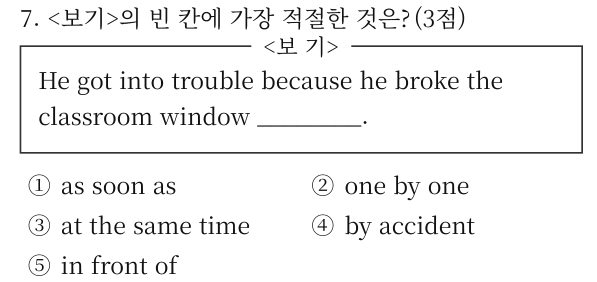 7. <보기>의 빈 칸에 가장 적절한 것은?(3점)
<보 기>
He got into trouble because he broke the
classroom window ________.
① as soon as ② one by one
③ at the same time ④ by accident
⑤ in front of